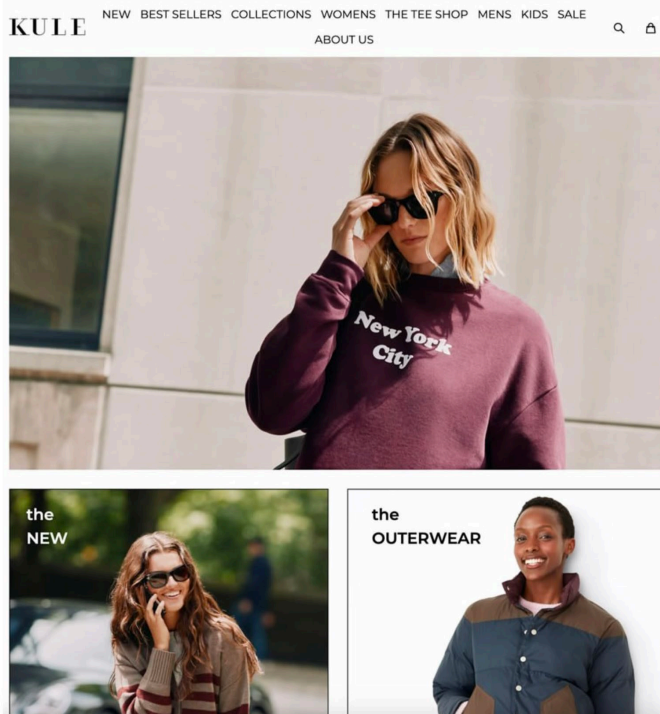 KULE
NEW BEST SELLERS COLLECTIONS WOMENS THE TEE SHOP MENS KIDS SALE
ABOUT US
New York
City
the
NEW
the
OUTERWEAR